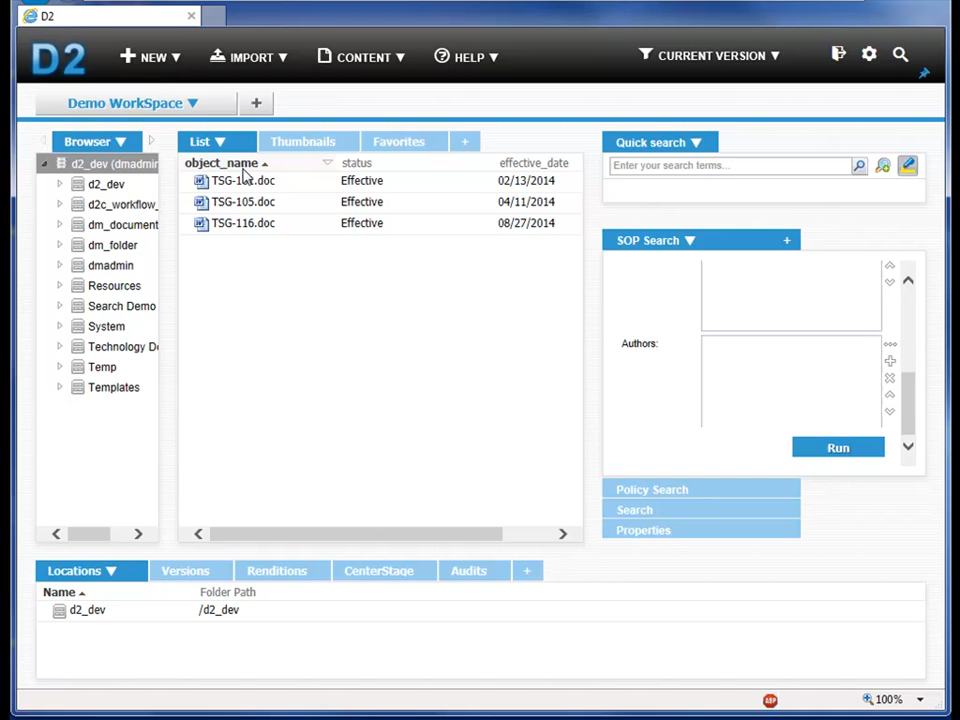 D2
D2
NEW
IMPORT
CONTENT
HELP
CURRENT VERSION
Demo WorkSpace
+
Browser
List
Thumbnails
Favorites
+
Quick search
d2_dev (dmadmin
d2_dev
d2c_workflow_
dm_document
dm_folder
dmadmin
Resources
Search Demo
System
Technology De
Temp
Templates
object_name
status
effective_date
Effective
02/13/2014
TSG-105.doc
Effective
04/11/2014
TSG-116.doc
Effective
08/27/2014
Enter your search terms...
SOP Search
+
Authors:
Run
Policy Search
Search
Properties
Locations
Versions
Renditions
CenterStage
Audits
+
Name
Folder Path
d2_dev
/d2_dev
ABP
100%